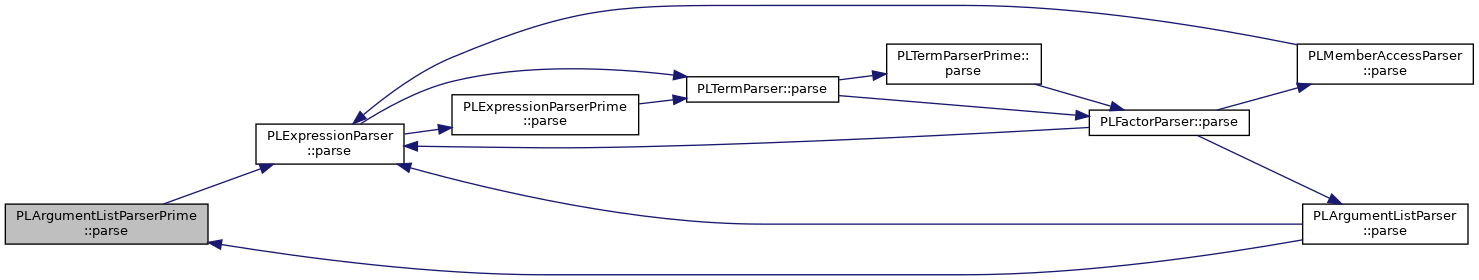 PLArgumentListParserPrime
::parse
PLExpressionParser
::parse
PLExpressionParserPrime
::parse
PLTermParser::parse
PLTermParserPrime::
parse
PLFactorParser::parse
PLMemberAccessParser
::parse
PLArgumentListParser
::parse